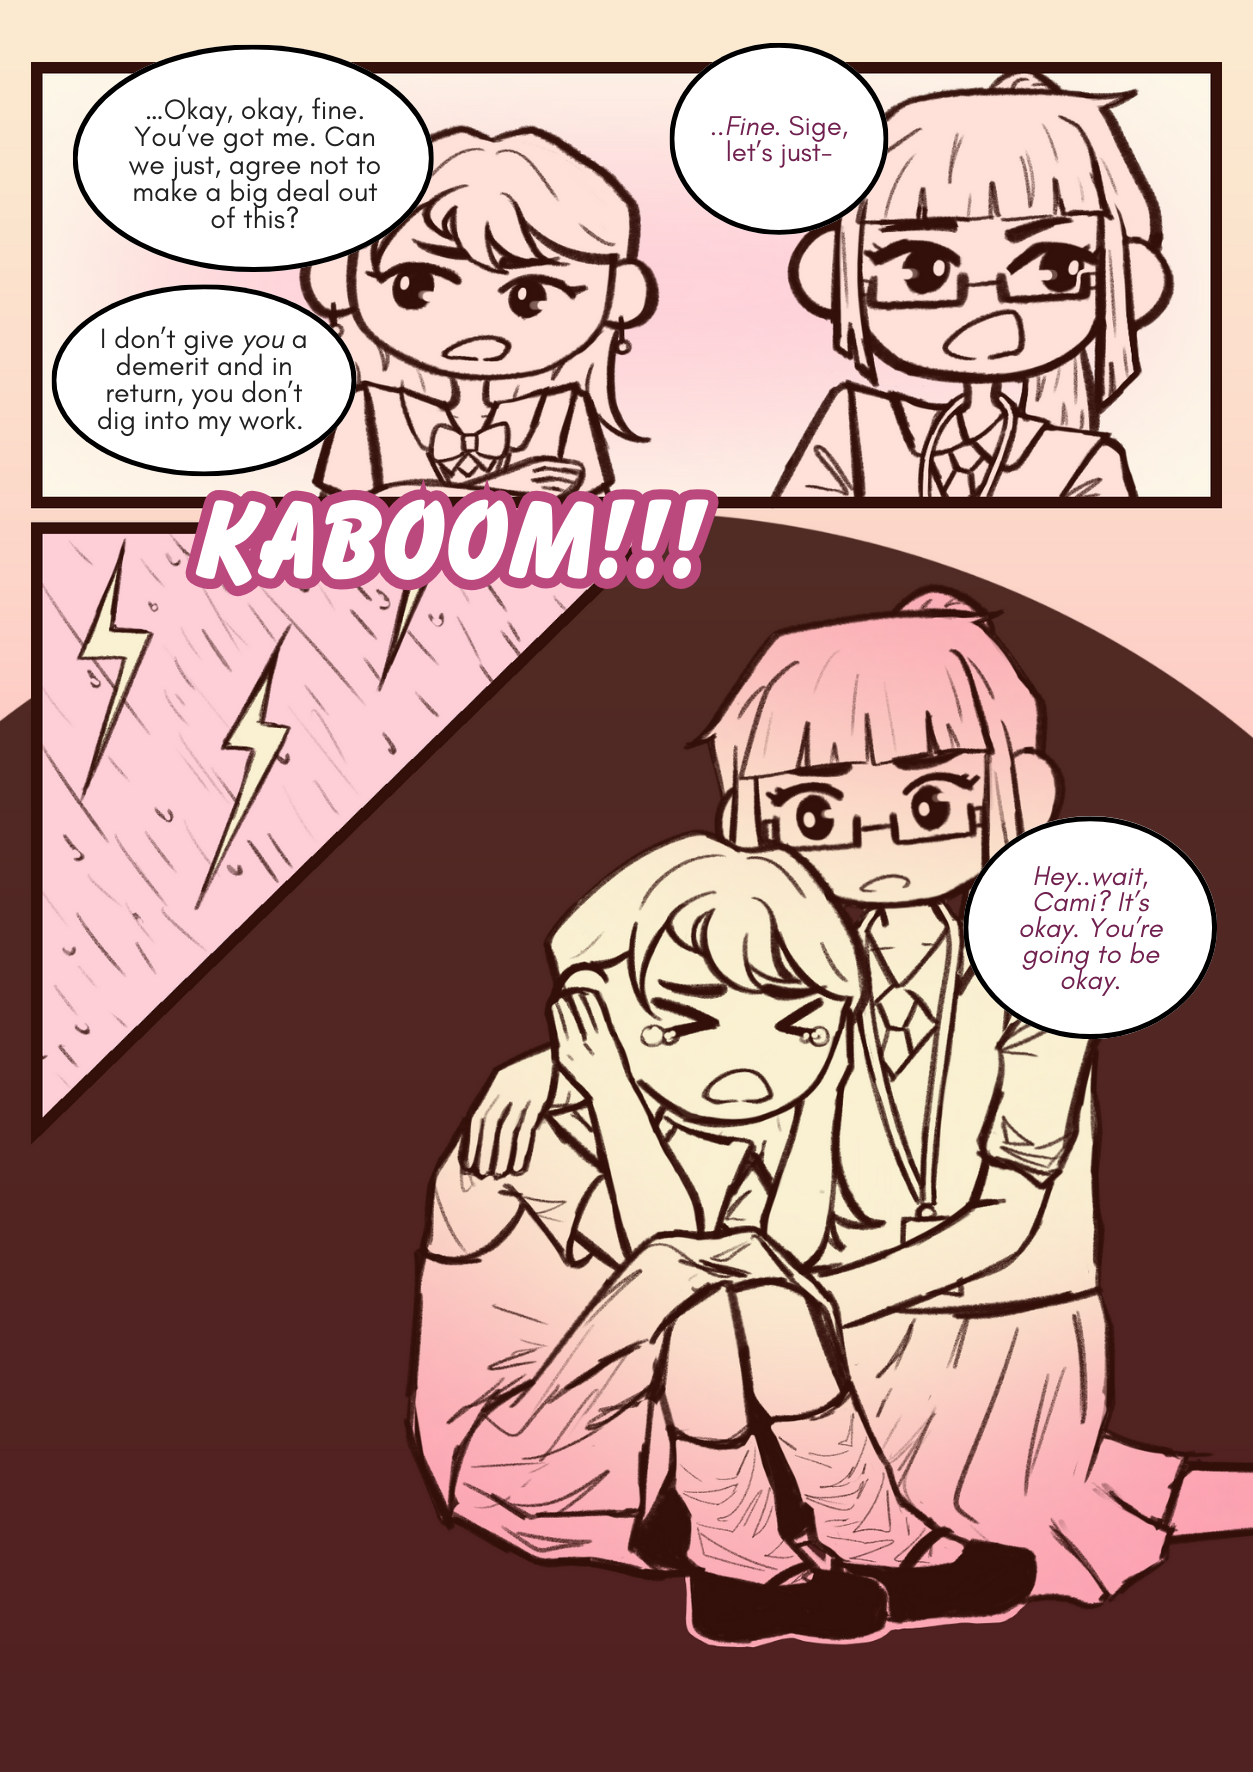 ...Okay, okay, fine.
You've got me. Can
we just, agree not to
make a big deal out
of this?
I don't give you a
demerit and in
return, you don't
dig into my work.
..Fine. Sige,
let's just-
KABOOM!!!
Hey..wait,
Cami? It's
okay. You're
going to be
okay.